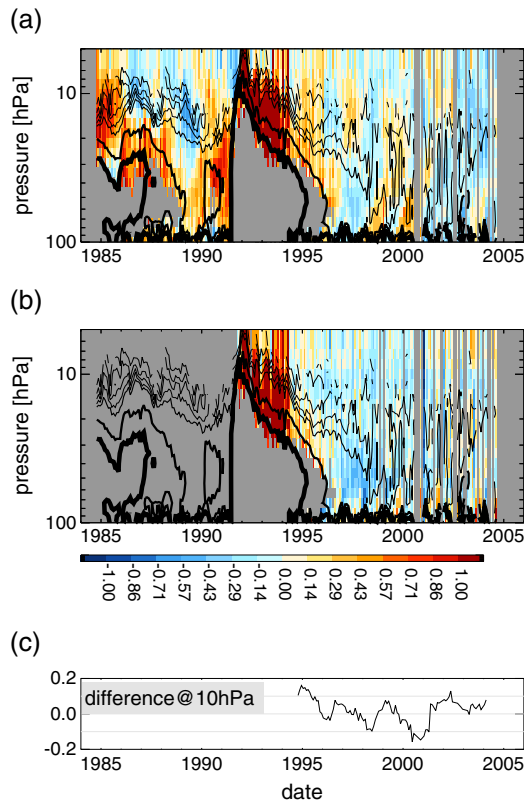 (a)
pressure [hPa]
10
100
1985 1990 1995 2000 2005
(b)
pressure [hPa]
10
100
1985 1990 1995 2000 2005
-1.00 -0.86 -0.71 -0.57 -0.43 -0.29 -0.14 0.00 0.14 0.29 0.43 0.57 0.71 0.86 1.00
(c)
0.2
difference@10hPa
0.0
-0.2
1985 1990 1995 2000 2005
date